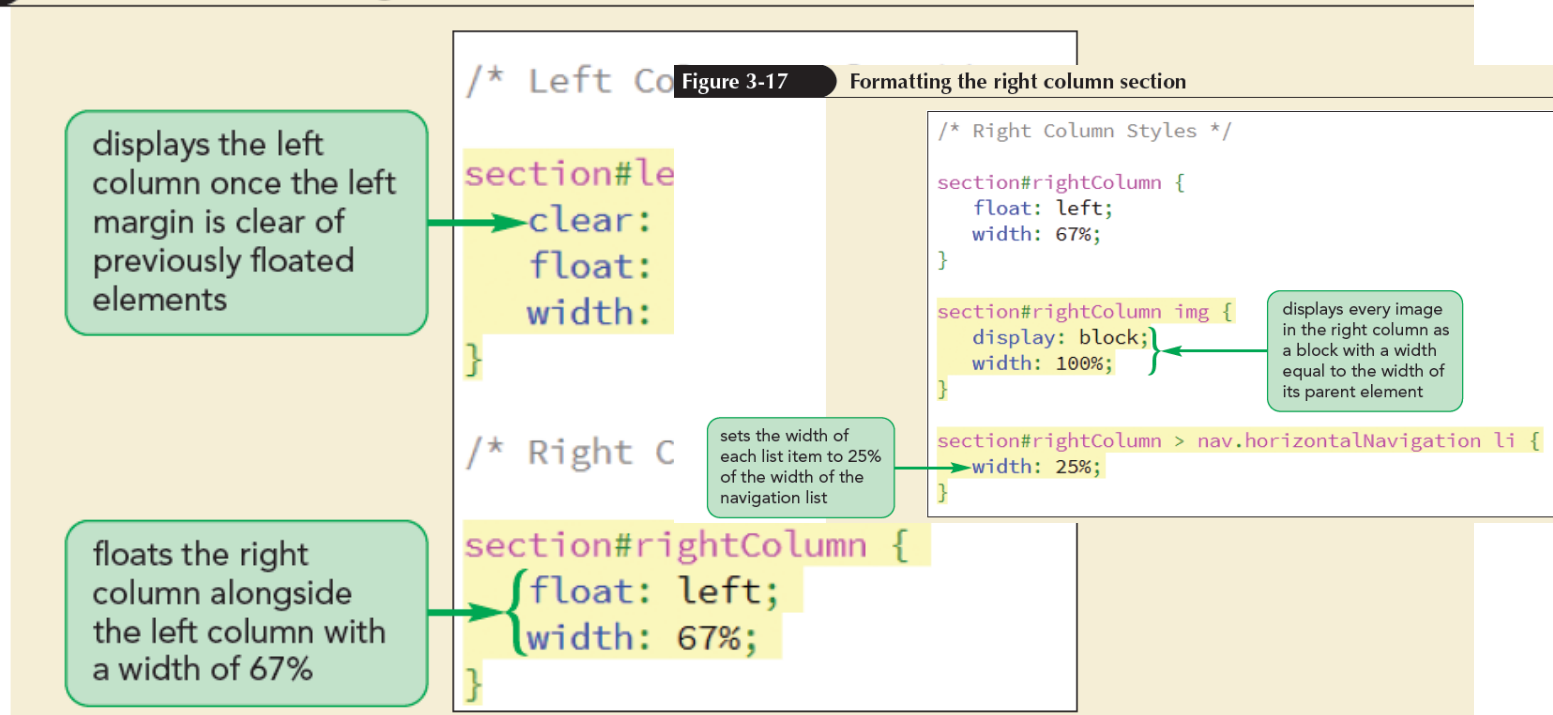 displays the left
column once the left
margin is clear of
previously floated
elements
/* Left Co
section#le
clear:
float:
width:
}
/* Right C
floats the right
column alongside
the left column with
a width of 67%
section#rightColumn {
float: left;
width: 67%;
}
Figure 3-17 Formatting the right column section
/* Right Column Styles */
section#rightColumn {
float: left;
width: 67%;
}
section#rightColumn img {
display: block;
width: 100%;
}
displays every image
in the right column as
a block with a width
equal to the width of
its parent element
sets the width of
each list item to 25%
of the width of the
navigation list
section#rightColumn > nav.horizontalNavigation li {
width: 25%;
}